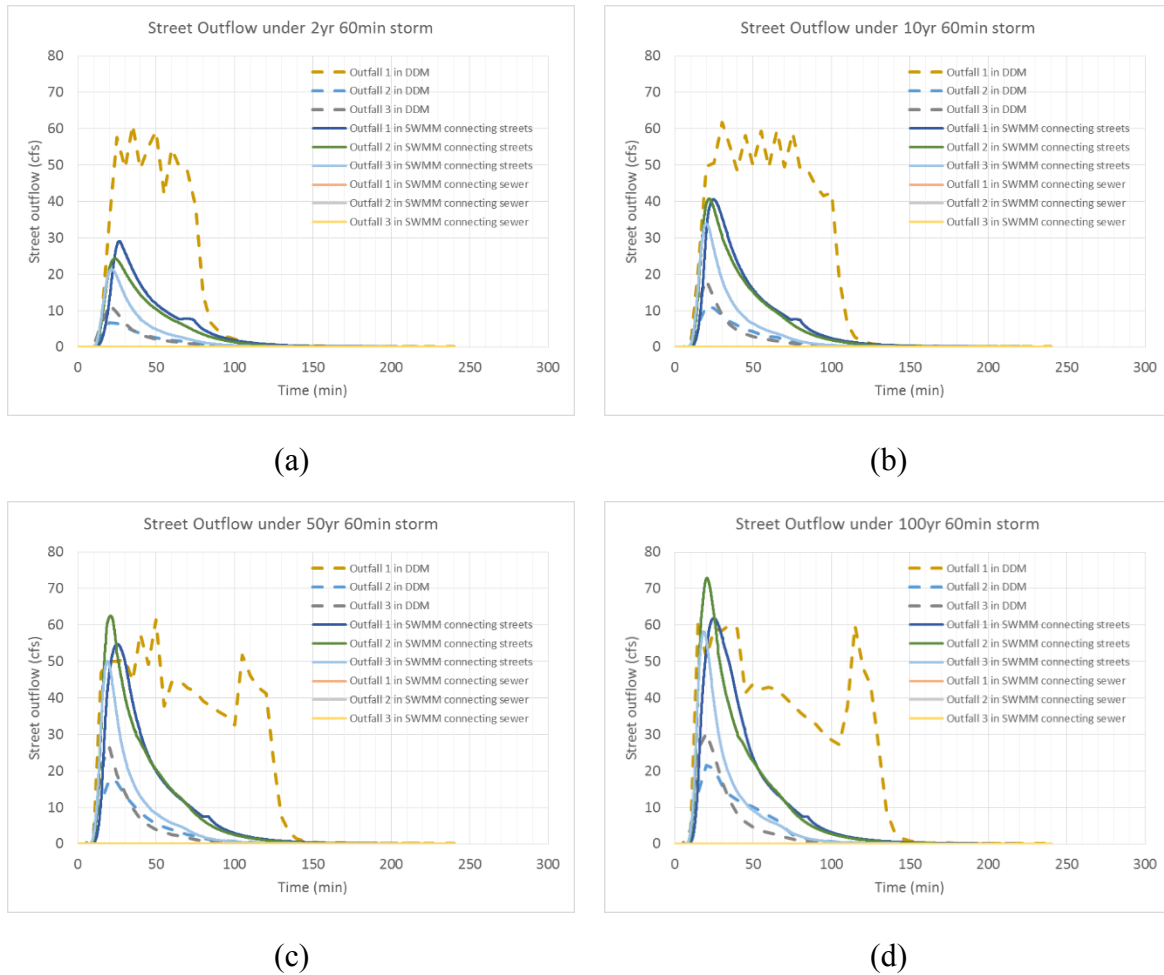 Street Outflow under 2yr 60min storm
80
70
60
50
40
30
20
10
0
Street outflow (cfs)
Outfall 1 in DDM
Outfall 2 in DDM
Outfall 3 in DDM
Outfall 1 in SWMM connecting streets
Outfall 2 in SWMM connecting streets
Outfall 3 in SWMM connecting streets
Outfall 1 in SWMM connecting sewer
Outfall 2 in SWMM connecting sewer
Outfall 3 in SWMM connecting sewer
0 50 100 150 200 250 300
Time (min)
(a)
Street Outflow under 10yr 60min storm
80
70
60
50
40
30
20
10
0
Street outflow (cfs)
Outfall 1 in DDM
Outfall 2 in DDM
Outfall 3 in DDM
Outfall 1 in SWMM connecting streets
Outfall 2 in SWMM connecting streets
Outfall 3 in SWMM connecting streets
Outfall 1 in SWMM connecting sewer
Outfall 2 in SWMM connecting sewer
Outfall 3 in SWMM connecting sewer
0 50 100 150 200 250 300
Time (min)
(b)
Street Outflow under 50yr 60min storm
80
70
60
50
40
30
20
10
0
Street outflow (cfs)
Outfall 1 in DDM
Outfall 2 in DDM
Outfall 3 in DDM
Outfall 1 in SWMM connecting streets
Outfall 2 in SWMM connecting streets
Outfall 3 in SWMM connecting streets
Outfall 1 in SWMM connecting sewer
Outfall 2 in SWMM connecting sewer
Outfall 3 in SWMM connecting sewer
0 50 100 150 200 250 300
Time (min)
(c)
Street Outflow under 100yr 60min storm
80
70
60
50
40
30
20
10
0
Street outflow (cfs)
Outfall 1 in DDM
Outfall 2 in DDM
Outfall 3 in DDM
Outfall 1 in SWMM connecting streets
Outfall 2 in SWMM connecting streets
Outfall 3 in SWMM connecting streets
Outfall 1 in SWMM connecting sewer
Outfall 2 in SWMM connecting sewer
Outfall 3 in SWMM connecting sewer
0 50 100 150 200 250 300
Time (min)
(d)